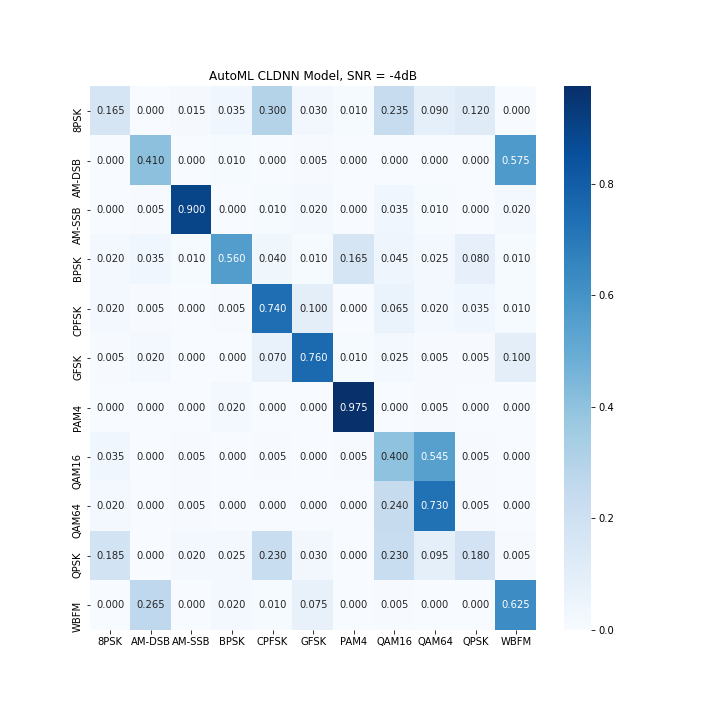 AutoML CLDNN Model, SNR = -4dB
8PSK 0.165 0.000 0.015 0.035 0.300 0.030 0.010 0.235 0.090 0.120 0.000
AM-DSB 0.000 0.410 0.000 0.010 0.000 0.005 0.000 0.000 0.000 0.000 0.575
AM-SSB 0.000 0.005 0.900 0.000 0.010 0.020 0.000 0.035 0.010 0.000 0.020
BPSK 0.020 0.035 0.010 0.560 0.040 0.010 0.165 0.045 0.025 0.080 0.010
CPFSK 0.020 0.005 0.000 0.005 0.740 0.100 0.000 0.065 0.020 0.035 0.010
GFSK 0.005 0.020 0.000 0.000 0.070 0.760 0.010 0.025 0.005 0.005 0.100
PAM4 0.000 0.000 0.000 0.020 0.000 0.000 0.975 0.000 0.005 0.000 0.000
QAM16 0.035 0.000 0.005 0.000 0.005 0.000 0.005 0.400 0.545 0.005 0.000
QAM64 0.020 0.000 0.005 0.000 0.000 0.000 0.000 0.240 0.730 0.005 0.000
QPSK 0.185 0.000 0.020 0.025 0.230 0.030 0.000 0.230 0.095 0.180 0.005
WBFM 0.000 0.265 0.000 0.020 0.010 0.075 0.000 0.005 0.000 0.000 0.625
8PSK AM-DSB AM-SSB BPSK CPFSK GFSK PAM4 QAM16 QAM64 QPSK WBFM
0.8
0.6
0.4
0.2
0.0